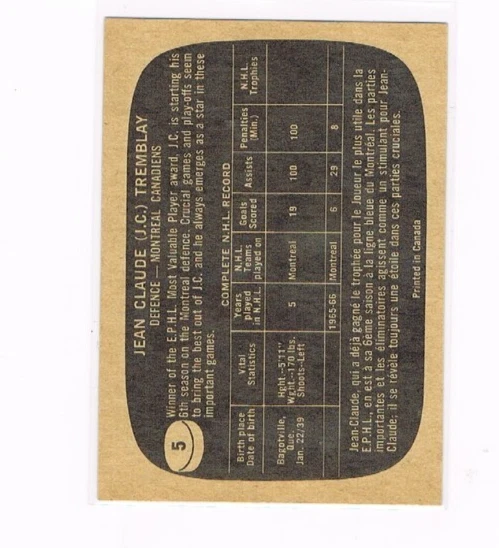 5
JEAN CLAUDE (J.C.) TREMBLAY
DEFENCE — MONTREAL CANADIENS
Winner of the E.P.H.L. Most Valuable Player award, J.C. is starting his
6th season on the Montreal defence. Crucial games and play-offs seem
to bring the best out of J.C. and he always emerges as a star in these
important games.
COMPLETE N.H.L. RECORD
Birth place Date of birth | Vital Statistics | Years played in N.H.L. | N.H.L. Teams played on | Goals Scored | Assists | Penalties (Min.) | N.H.L. Trophies
Bagotville, Que. Jan. 22/39 | Hght.—5'11" Wght.—170 lbs. Shoots—Left | 5 | Montreal | 19 | 100 | 100
1965-66 | Montreal | 6 | 29 | 8
Jean-Claude, qui a déjà gagné le trophée pour le Joueur le plus utile dans la
E.P.H.L., en est à sa 6ème saison à la ligne bleue du Montréal. Les parties
importantes et les éliminatoires agissent comme un stimulant pour Jean-
Claude; il se révèle toujours une étoile dans ces parties cruciales.
Printed in Canada